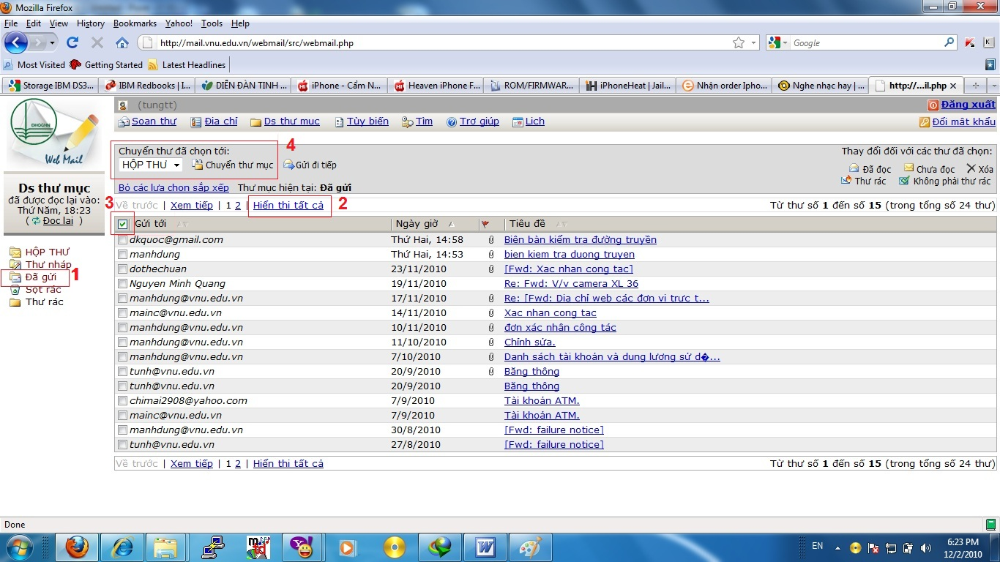 Mozilla Firefox
File Edit View History Bookmarks Yahoo! Tools Help
http://mail.vnu.edu.vn/webmail/src/webmail.php
Google
K
Most Visited Getting Started Latest Headlines
Storage IBM DS3... IBM Redbooks | I... DIỄN ĐÀN TINH ... iPhone - Cẩm N... Heaven iPhone F... ROM/FIRMWAR... iPhoneHeat | Jail... Nhận order Ipho... Nghe nhạc hay | ... http://...il.php
(tungtt) Đăng xuất
Soạn thư Địa chỉ Ds thư mục Tùy biến Tìm Trợ giúp Lịch Đổi mật khẩu
ĐHQGHN
Web Mail
4
Chuyển thư đã chọn tới: Thay đổi đối với các thư đã chọn:
HỘP THƯ Chuyển thư mục Gửi đi tiếp Đã đọc Chưa đọc Xóa
Thư rác Không phải thư rác
Bỏ các lựa chọn sắp xếp Thư mục hiện tại: Đã gửi
Ds thư mục
đã được đọc lại vào:
Thứ Năm, 18:23
( Đọc lại )
HỘP THƯ
Thư nháp
Đã gửi 1
Sọt rác
Thư rác
3 Về trước | Xem tiếp | 1 2 | Hiển thị tất cả 2 Từ thư số 1 đến số 15 (trong tổng số 24 thư)
Gửi tới Ngày giờ Tiêu đề
dkquoc@gmail.com Thứ Hai, 14:58 Biên bàn kiểm tra đường truyền
manhdung Thứ Hai, 14:53 bien kiem tra duong truyen
dothechuan 23/11/2010 [Fwd: Xac nhan cong tac]
Nguyen Minh Quang 19/11/2010 Re: Fwd: V/v camera XL 36
manhdung@vnu.edu.vn 17/11/2010 Re: [Fwd: Dia chỉ web các đơn vi trưc t...
mainc@vnu.edu.vn 14/11/2010 Xac nhan cong tac
manhdung@vnu.edu.vn 10/11/2010 đơn xác nhân công tác
manhdung@vnu.edu.vn 11/10/2010 Chỉnh sửa.
manhdung@vnu.edu.vn 7/10/2010 Danh sách tài khoản và dung lượng sử d�...
tunh@vnu.edu.vn 20/9/2010 Băng thông
tunh@vnu.edu.vn 20/9/2010 Băng thông
chimai2908@yahoo.com 7/9/2010 Tài khoản ATM.
mainc@vnu.edu.vn 7/9/2010 Tài khoản ATM.
manhdung@vnu.edu.vn 30/8/2010 [Fwd: failure notice]
tunh@vnu.edu.vn 27/8/2010 [Fwd: failure notice]
Về trước | Xem tiếp | 1 2 | Hiển thị tất cả Từ thư số 1 đến số 15 (trong tổng số 24 thư)
Done
EN 6:23 PM
12/2/2010